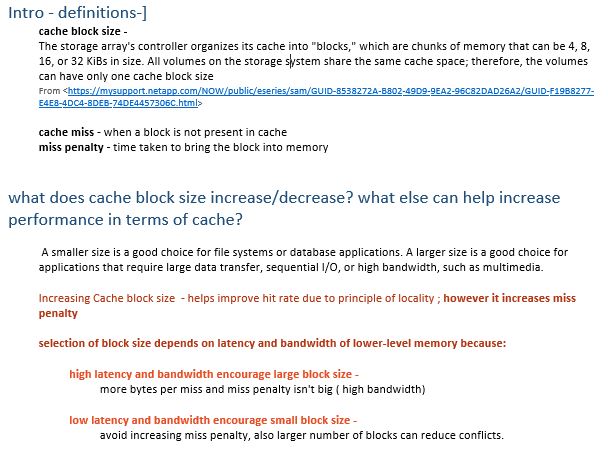 Intro - definitions-]
cache block size -
The storage array's controller organizes its cache into "blocks," which are chunks of memory that can be 4, 8,
16, or 32 KiBs in size. All volumes on the storage system share the same cache space; therefore, the volumes
can have only one cache block size
From <https://mysupport.netapp.com/NOW/public/eseries/sam/GUID-8538272A-B802-49D9-9EA2-96C82DAD26A2/GUID-F19B8277-
E4E8-4DC4-8DEB-74DE4457306C.html>
cache miss - when a block is not present in cache
miss penalty - time taken to bring the block into memory
what does cache block size increase/decrease? what else can help increase
performance in terms of cache?
A smaller size is a good choice for file systems or database applications. A larger size is a good choice for
applications that require large data transfer, sequential I/O, or high bandwidth, such as multimedia.
Increasing Cache block size - helps improve hit rate due to principle of locality ; however it increases miss
penalty
selection of block size depends on latency and bandwidth of lower-level memory because:
high latency and bandwidth encourage large block size -
more bytes per miss and miss penalty isn't big ( high bandwidth)
low latency and bandwidth encourage small block size -
avoid increasing miss penalty, also larger number of blocks can reduce conflicts.